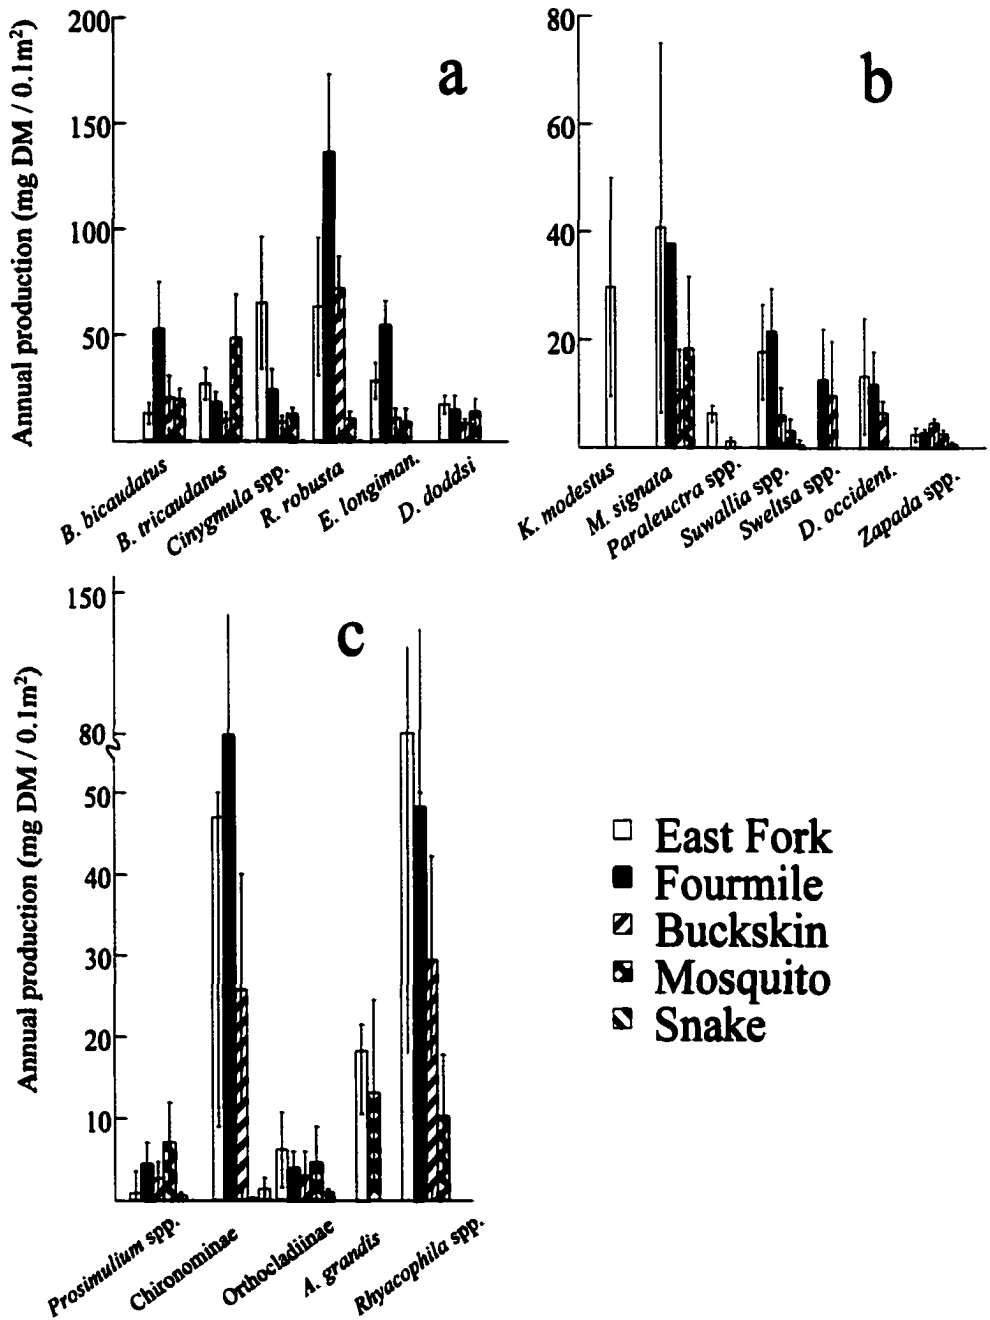 200
150
100
50
Annual production (mg DM / 0.1m²)
a
B. bicaudatus
B. tricaudatus
Cinygmula spp.
R. robusta
E. longiman.
D. doddsi
80
60
40
20
b
K. modestus
M. signata
Paraleuctra spp.
Suwallia spp.
Sweltsa spp.
D. occident.
Zapada spp.
150
80
50
40
30
20
10
Annual production (mg DM / 0.1m²)
c
Prosimulium spp.
Chironominae
Orthocladiinae
A. grandis
Rhyacophila spp.
East Fork
Fourmile
Buckskin
Mosquito
Snake